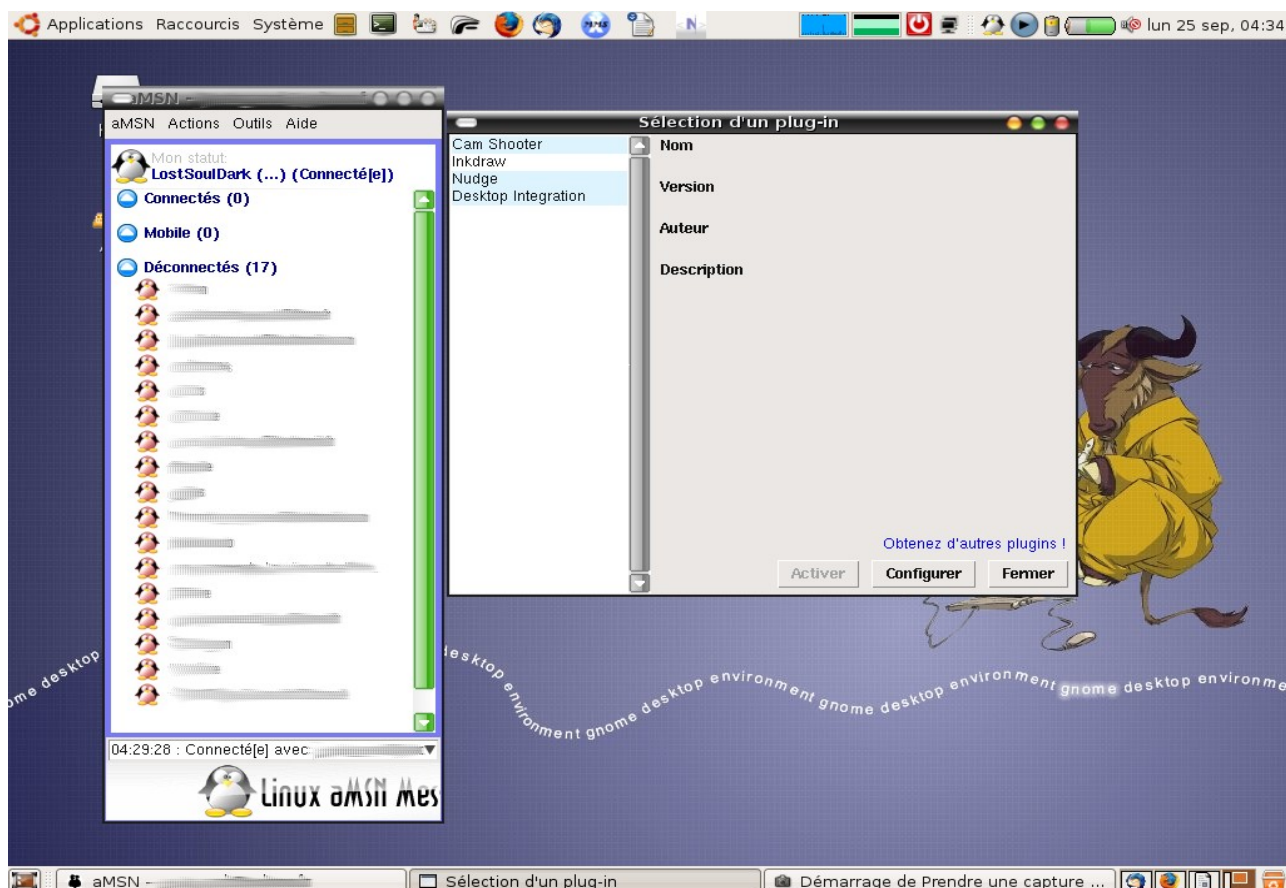 Applications Raccourcis Système
MMS
N
lun 25 sep, 04:34
aMSN -
aMSN Actions Outils Aide
Mon statut:
LostSoulDark (...) (Connecté[e])
Connectés (0)
Mobile (0)
Déconnectés (17)
04:29:28 : Connecté[e] avec
Linux aMSN Mes
Sélection d'un plug-in
Cam Shooter
Inkdraw
Nudge
Desktop Integration
Nom
Version
Auteur
Description
Obtenez d'autres plugins !
Activer Configurer Fermer
ome desktop
desktop environment gnome desktop environment gnome desktop environment gnome desktop environme
aMSN -
Sélection d'un plug-in
Démarrage de Prendre une capture ...